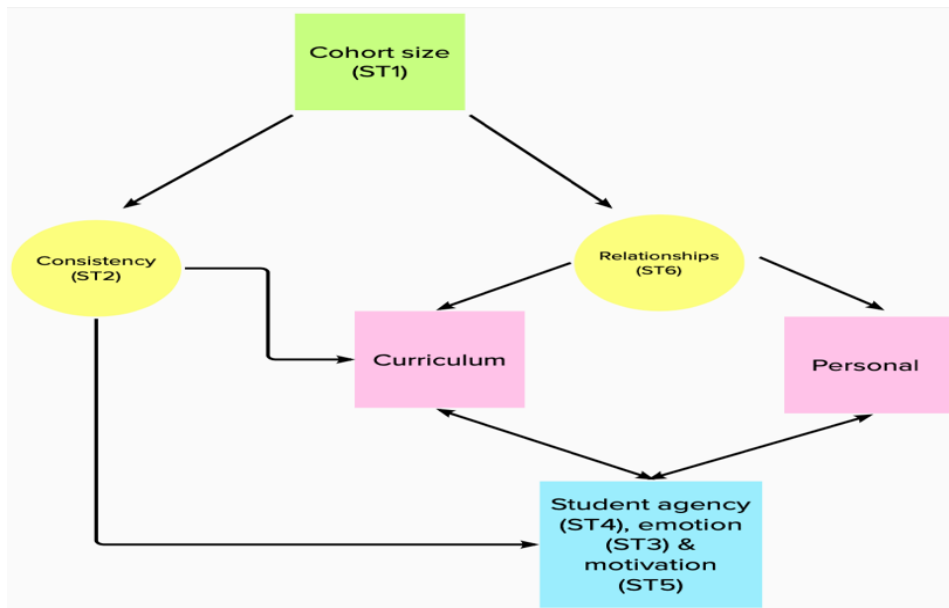 Cohort size
(ST1)
Consistency
(ST2)
Relationships
(ST6)
Curriculum
Personal
Student agency
(ST4), emotion
(ST3) &
motivation
(ST5)